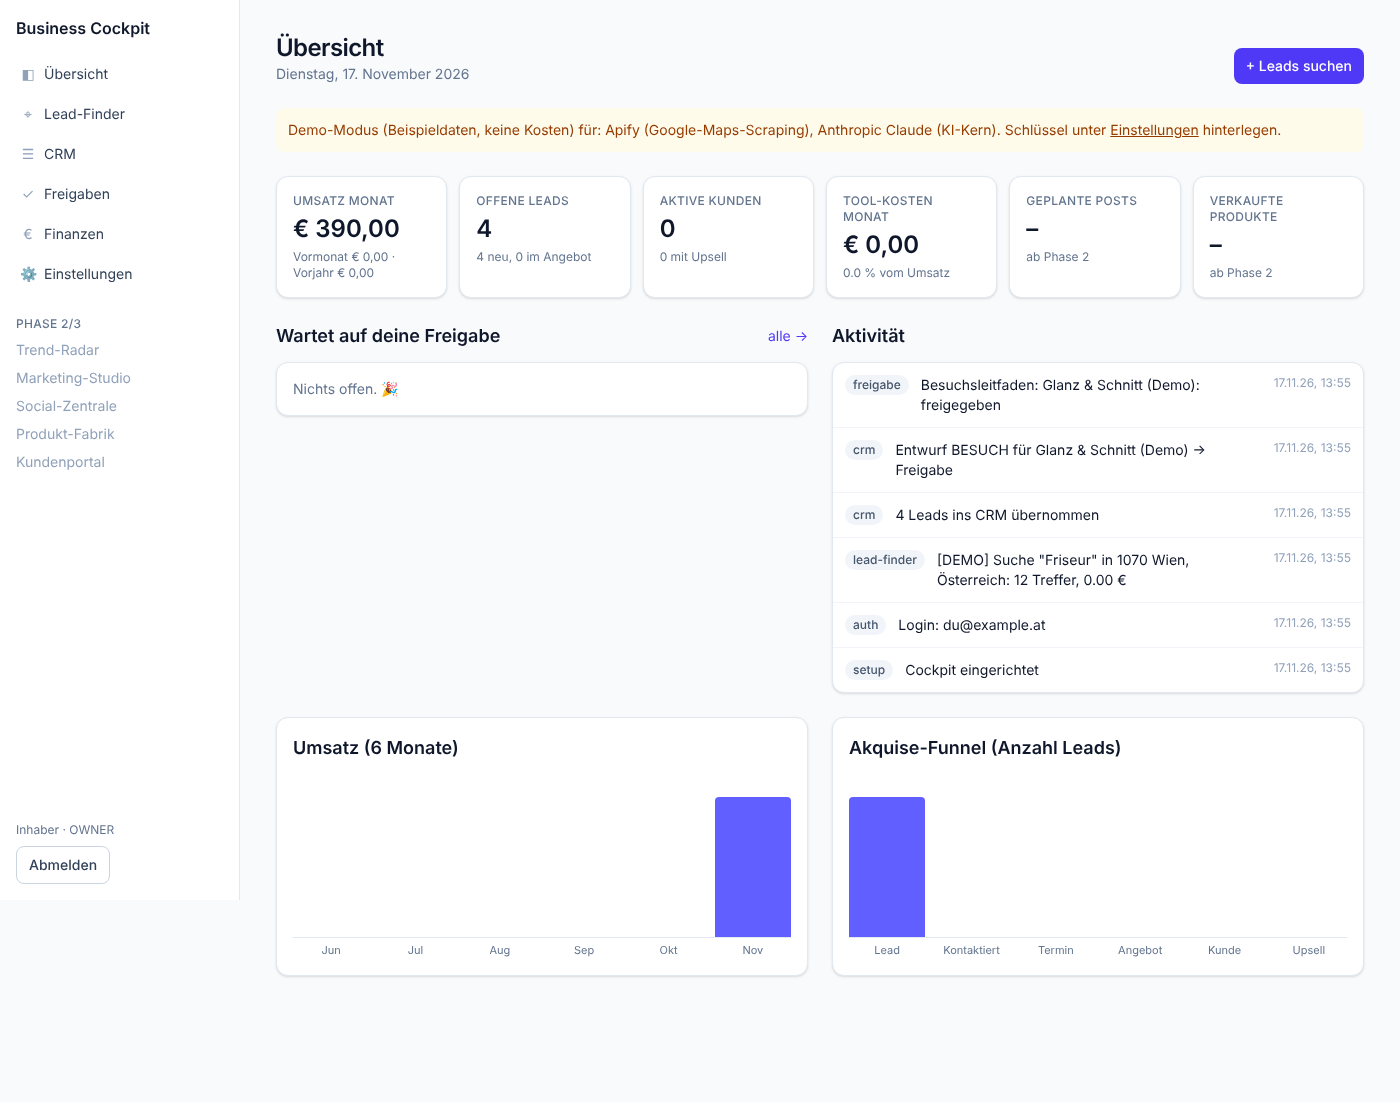 Business Cockpit
Übersicht
Lead-Finder
CRM
Freigaben
€ Finanzen
Einstellungen
PHASE 2/3
Trend-Radar
Marketing-Studio
Social-Zentrale
Produkt-Fabrik
Kundenportal
Inhaber · OWNER
Abmelden
Übersicht
Dienstag, 17. November 2026
+ Leads suchen
Demo-Modus (Beispieldaten, keine Kosten) für: Apify (Google-Maps-Scraping), Anthropic Claude (KI-Kern). Schlüssel unter Einstellungen hinterlegen.
UMSATZ MONAT
€ 390,00
Vormonat € 0,00 ·
Vorjahr € 0,00
OFFENE LEADS
4
4 neu, 0 im Angebot
AKTIVE KUNDEN
0
0 mit Upsell
TOOL-KOSTEN
MONAT
€ 0,00
0.0 % vom Umsatz
GEPLANTE POSTS
–
ab Phase 2
VERKAUFTE
PRODUKTE
–
ab Phase 2
Wartet auf deine Freigabe
alle →
Nichts offen. 🎉
Aktivität
freigabe Besuchsleitfaden: Glanz & Schnitt (Demo): 17.11.26, 13:55
freigegeben
crm Entwurf BESUCH für Glanz & Schnitt (Demo) → 17.11.26, 13:55
Freigabe
crm 4 Leads ins CRM übernommen 17.11.26, 13:55
lead-finder [DEMO] Suche "Friseur" in 1070 Wien, 17.11.26, 13:55
Österreich: 12 Treffer, 0.00 €
auth Login: du@example.at 17.11.26, 13:55
setup Cockpit eingerichtet 17.11.26, 13:55
Umsatz (6 Monate)
Jun Jul Aug Sep Okt Nov
Akquise-Funnel (Anzahl Leads)
Lead Kontaktiert Termin Angebot Kunde Upsell